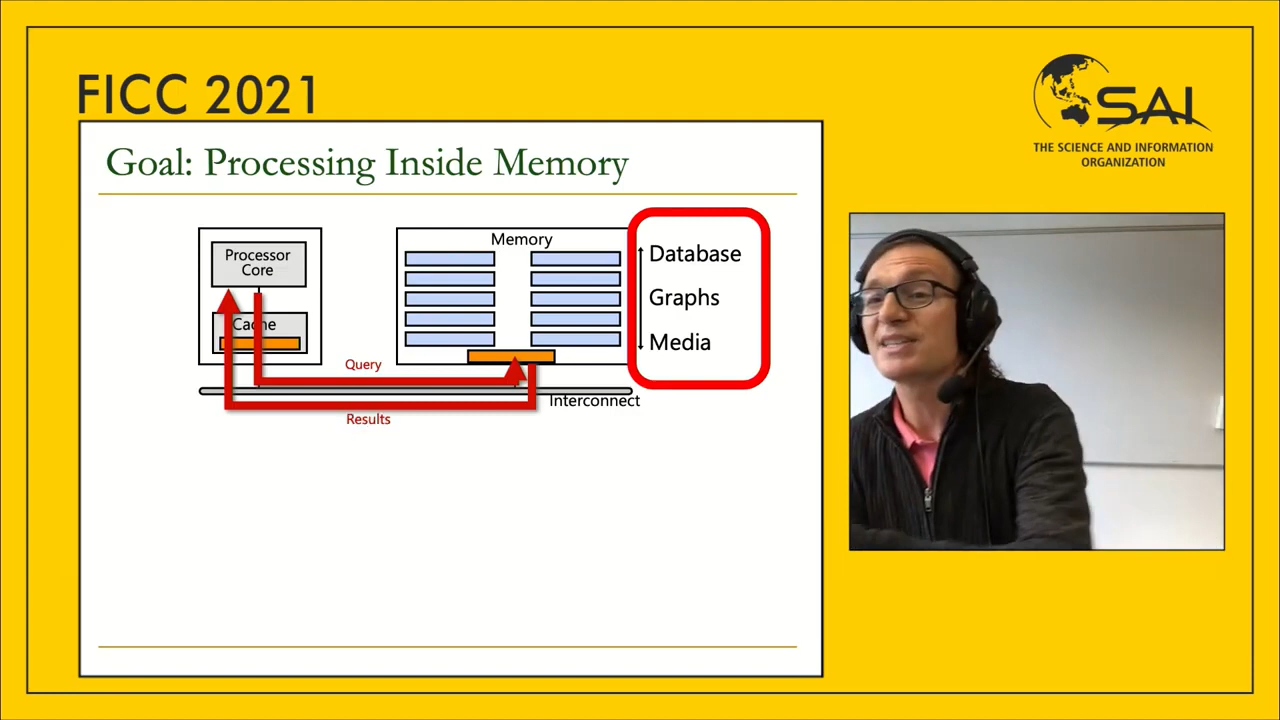 FICC 2021
SAI
THE SCIENCE AND INFORMATION
ORGANIZATION
Goal: Processing Inside Memory
Processor
Core
Cache
Memory
Database
Graphs
Media
Query
Interconnect
Results